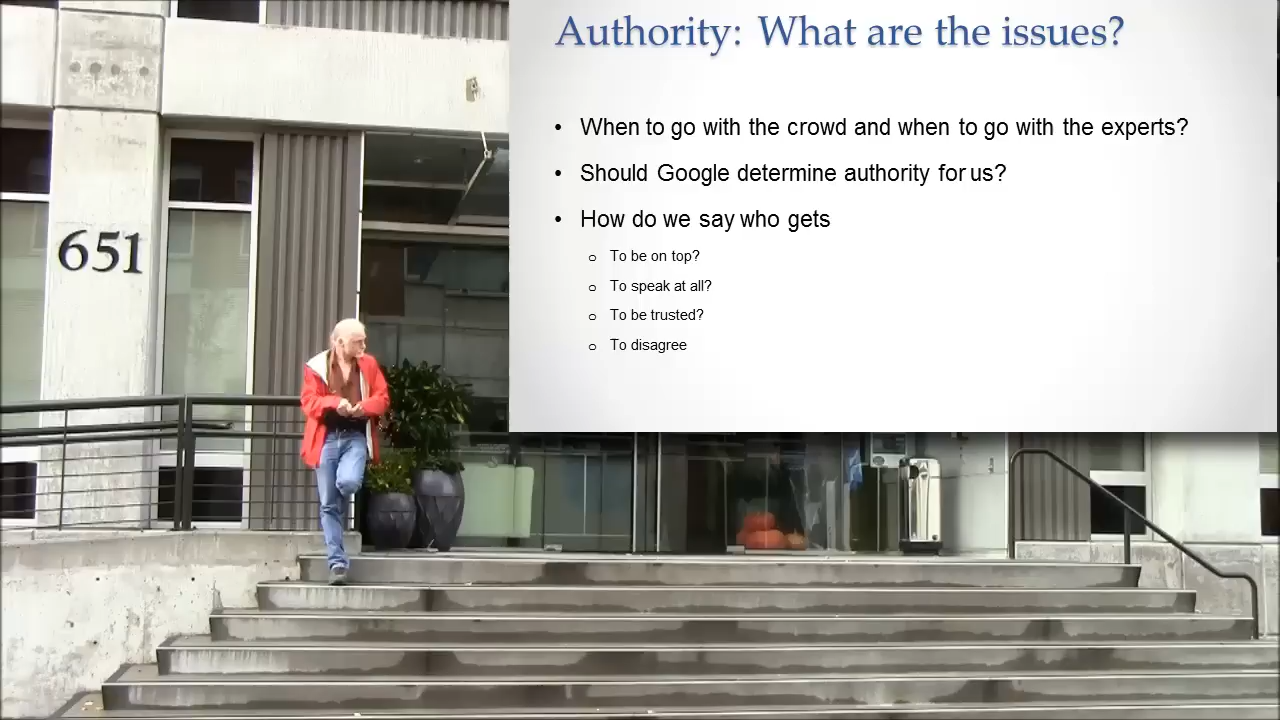 Authority: What are the issues?
• When to go with the crowd and when to go with the experts?
• Should Google determine authority for us?
• How do we say who gets
o To be on top?
o To speak at all?
o To be trusted?
o To disagree
651